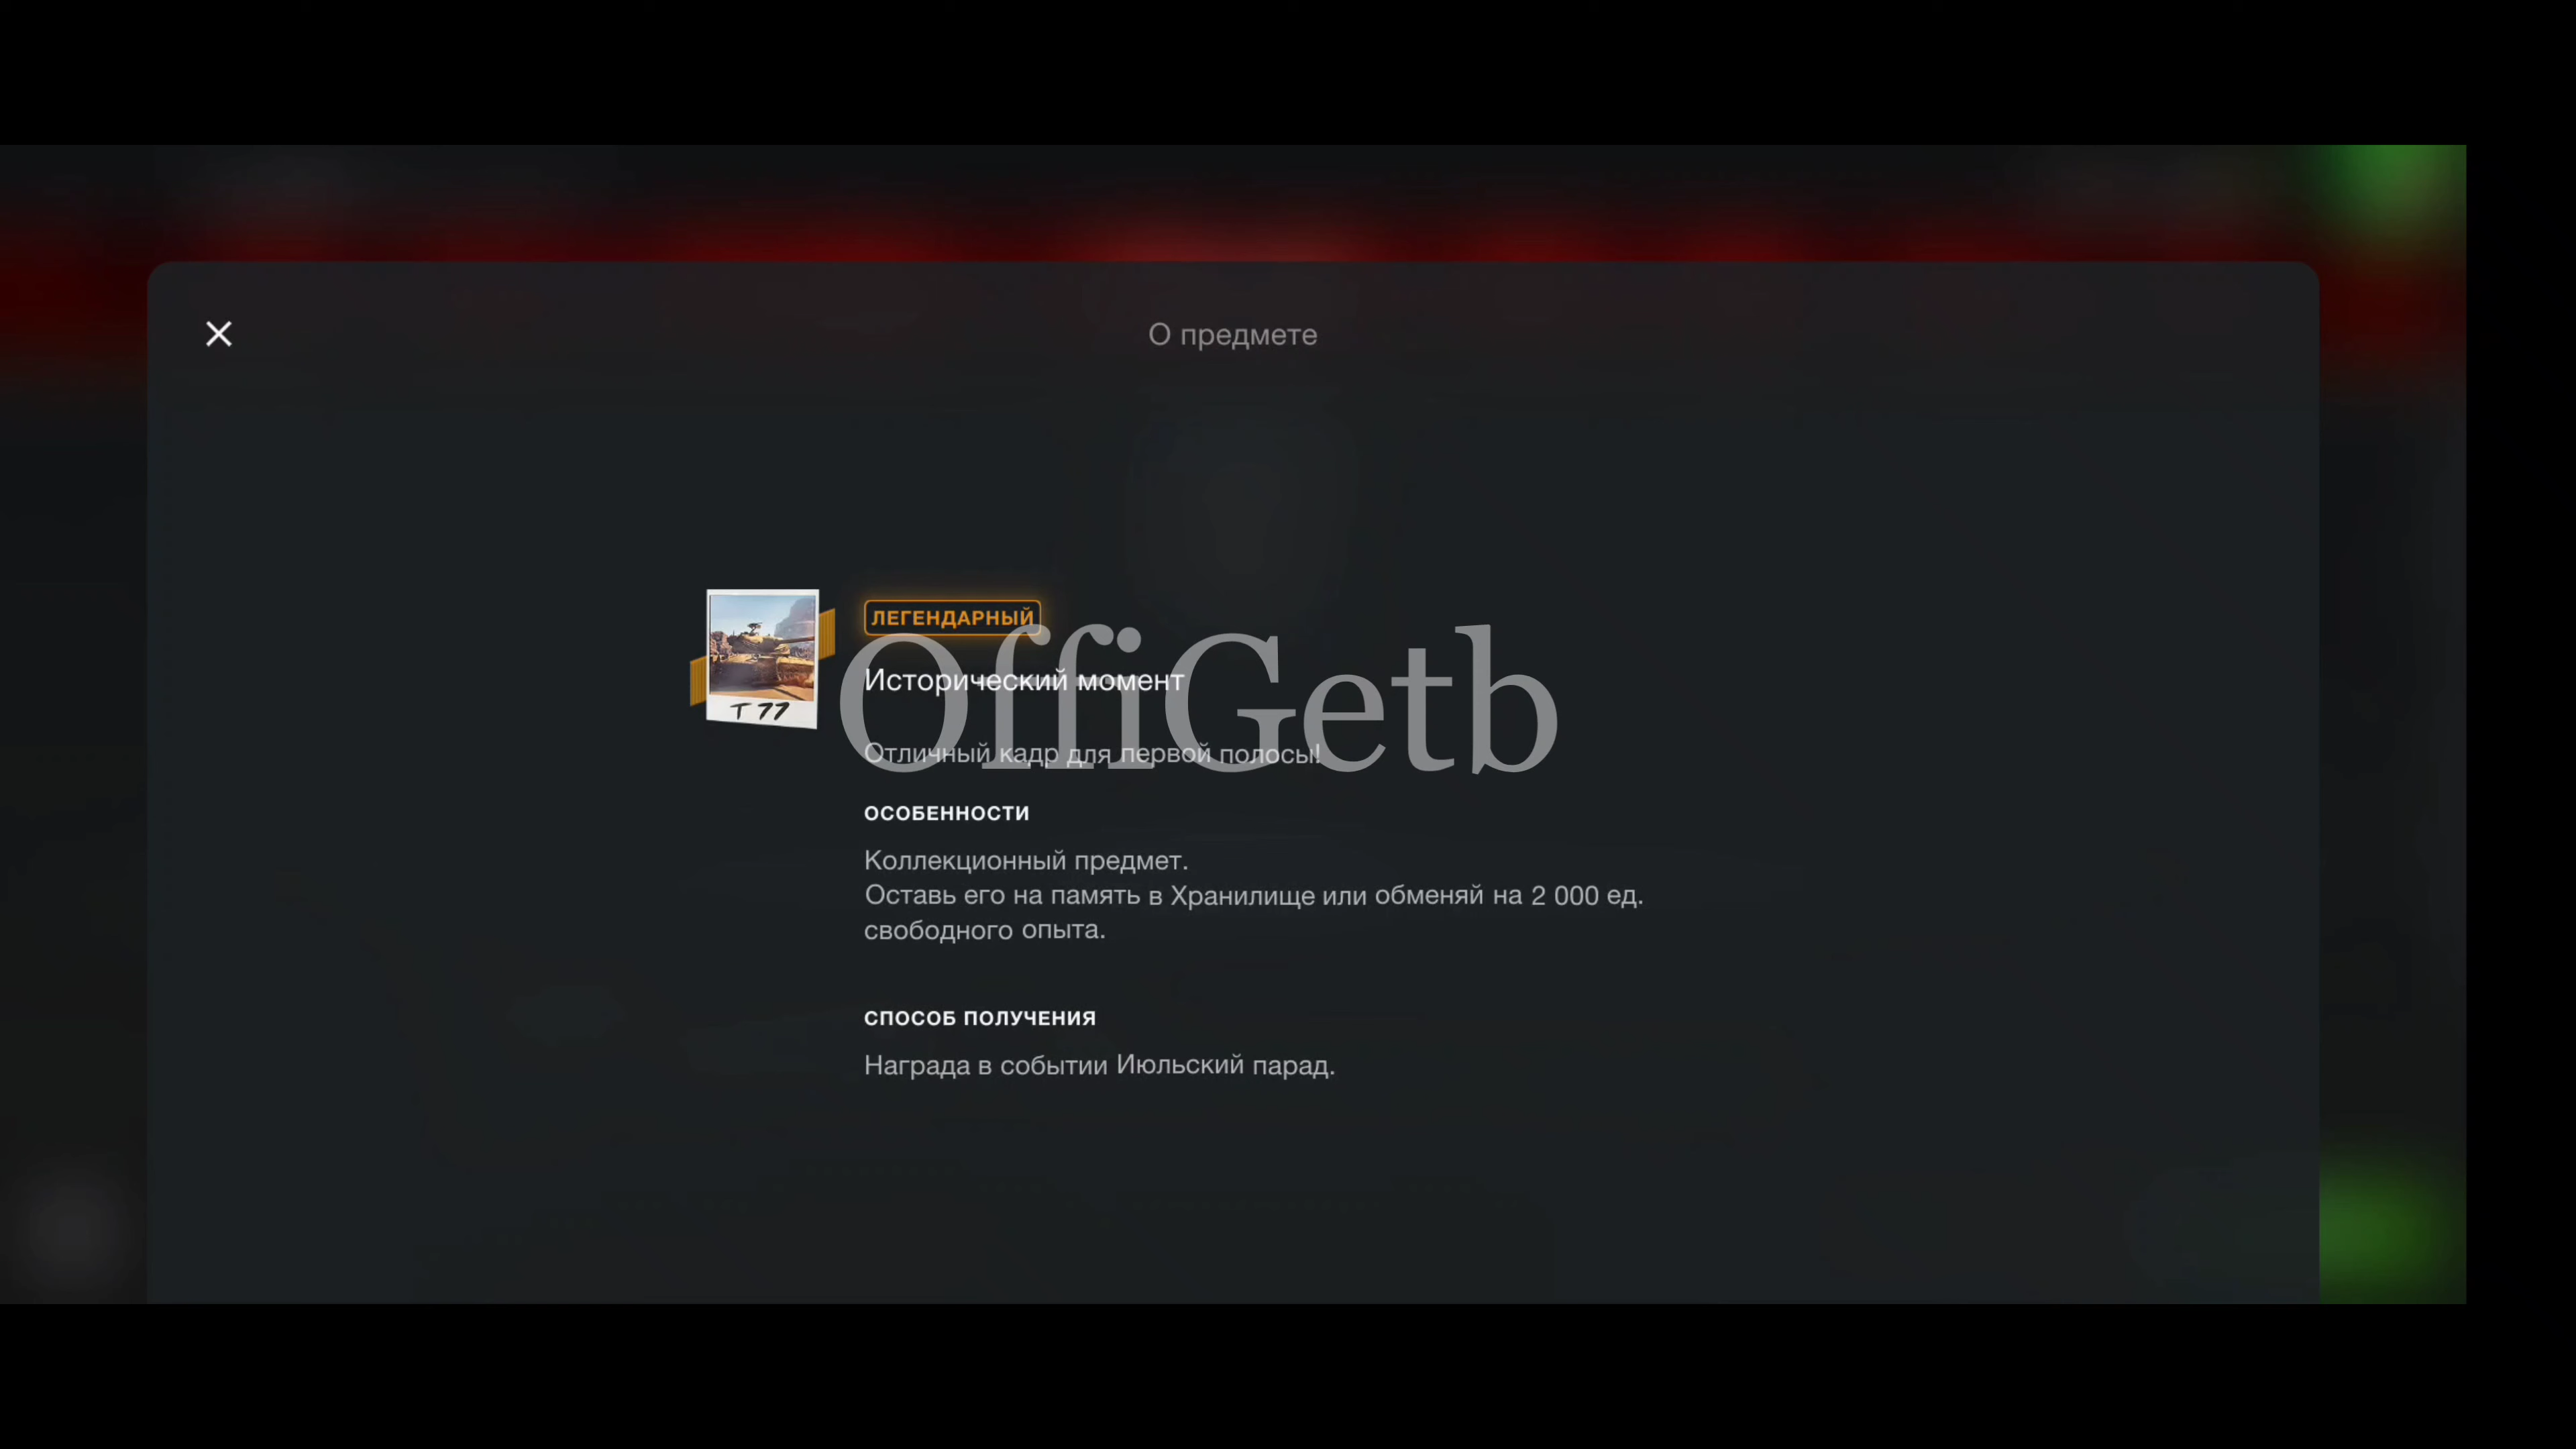 О предмете
ЛЕГЕНДАРНЫЙ
Исторический момент
T 77
OffiGetb
Отличный кадр для первой полосы!
ОСОБЕННОСТИ
Коллекционный предмет.
Оставь его на память в Хранилище или обменяй на 2 000 ед.
свободного опыта.
СПОСОБ ПОЛУЧЕНИЯ
Награда в событии Июльский парад.